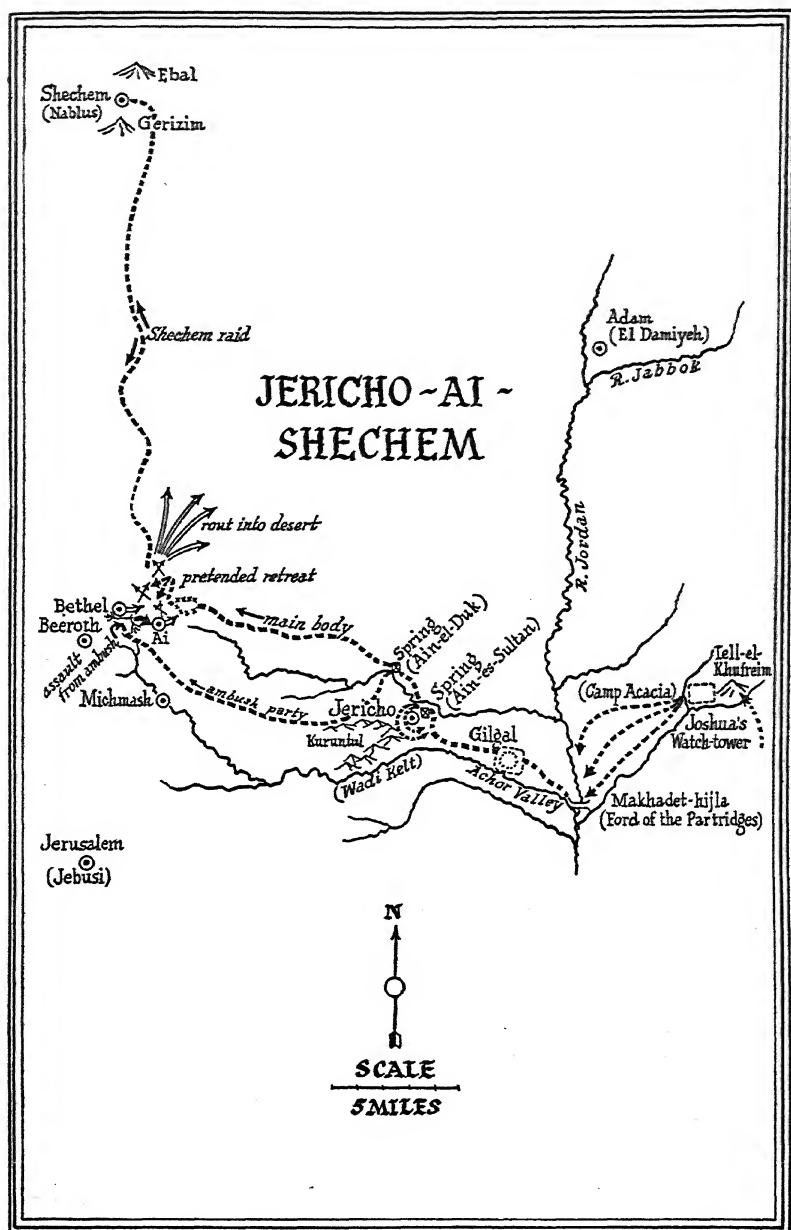 Ebal
Shechem
(Nablus)
Gerizim
Shechem raid
JERICHO - AI -
SHECHEM
Adam
(El Damiyeh)
R. Jabbok
R. Jordan
rout into desert
pretended retreat
Bethel
Beeroth
Ai
assault
from ambush
main body
Spring
(Ain-el-Duk)
Spring
(Ain-es-Sultan)
Michmash
ambush party
Jericho
Kuruntul
Gilgal
(Wadi Kelt)
Achor Valley
Tell-el-
Khufreim
(Camp Acacia)
Joshua's
Watch-tower
Makhadet-hijla
(Ford of the Partridges)
Jerusalem
(Jebusi)
N
SCALE
5 MILES